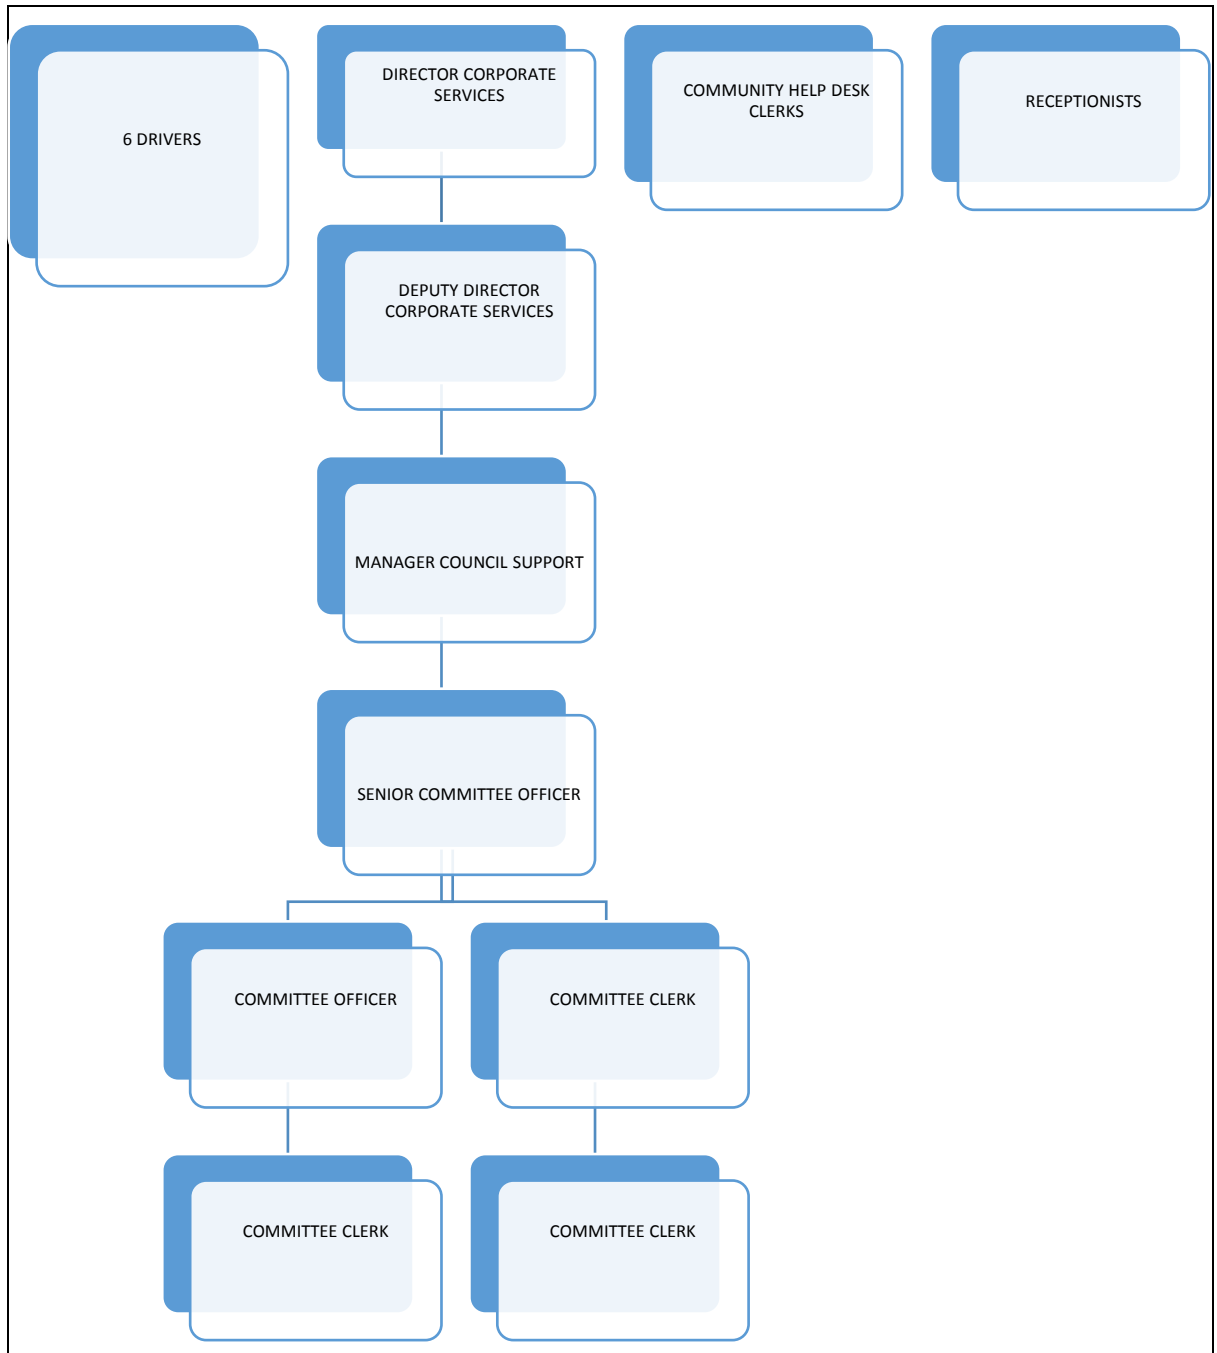 6 DRIVERS
DIRECTOR CORPORATE
SERVICES
COMMUNITY HELP DESK
CLERKS
RECEPTIONISTS
DEPUTY DIRECTOR
CORPORATE SERVICES
MANAGER COUNCIL SUPPORT
SENIOR COMMITTEE OFFICER
COMMITTEE OFFICER
COMMITTEE CLERK
COMMITTEE CLERK
COMMITTEE CLERK